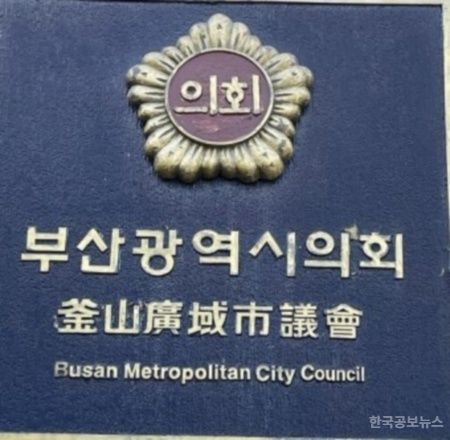 의회
부산광역시의회
釜山廣域市議會
Busan Metropolitan City Council
한국공보뉴스